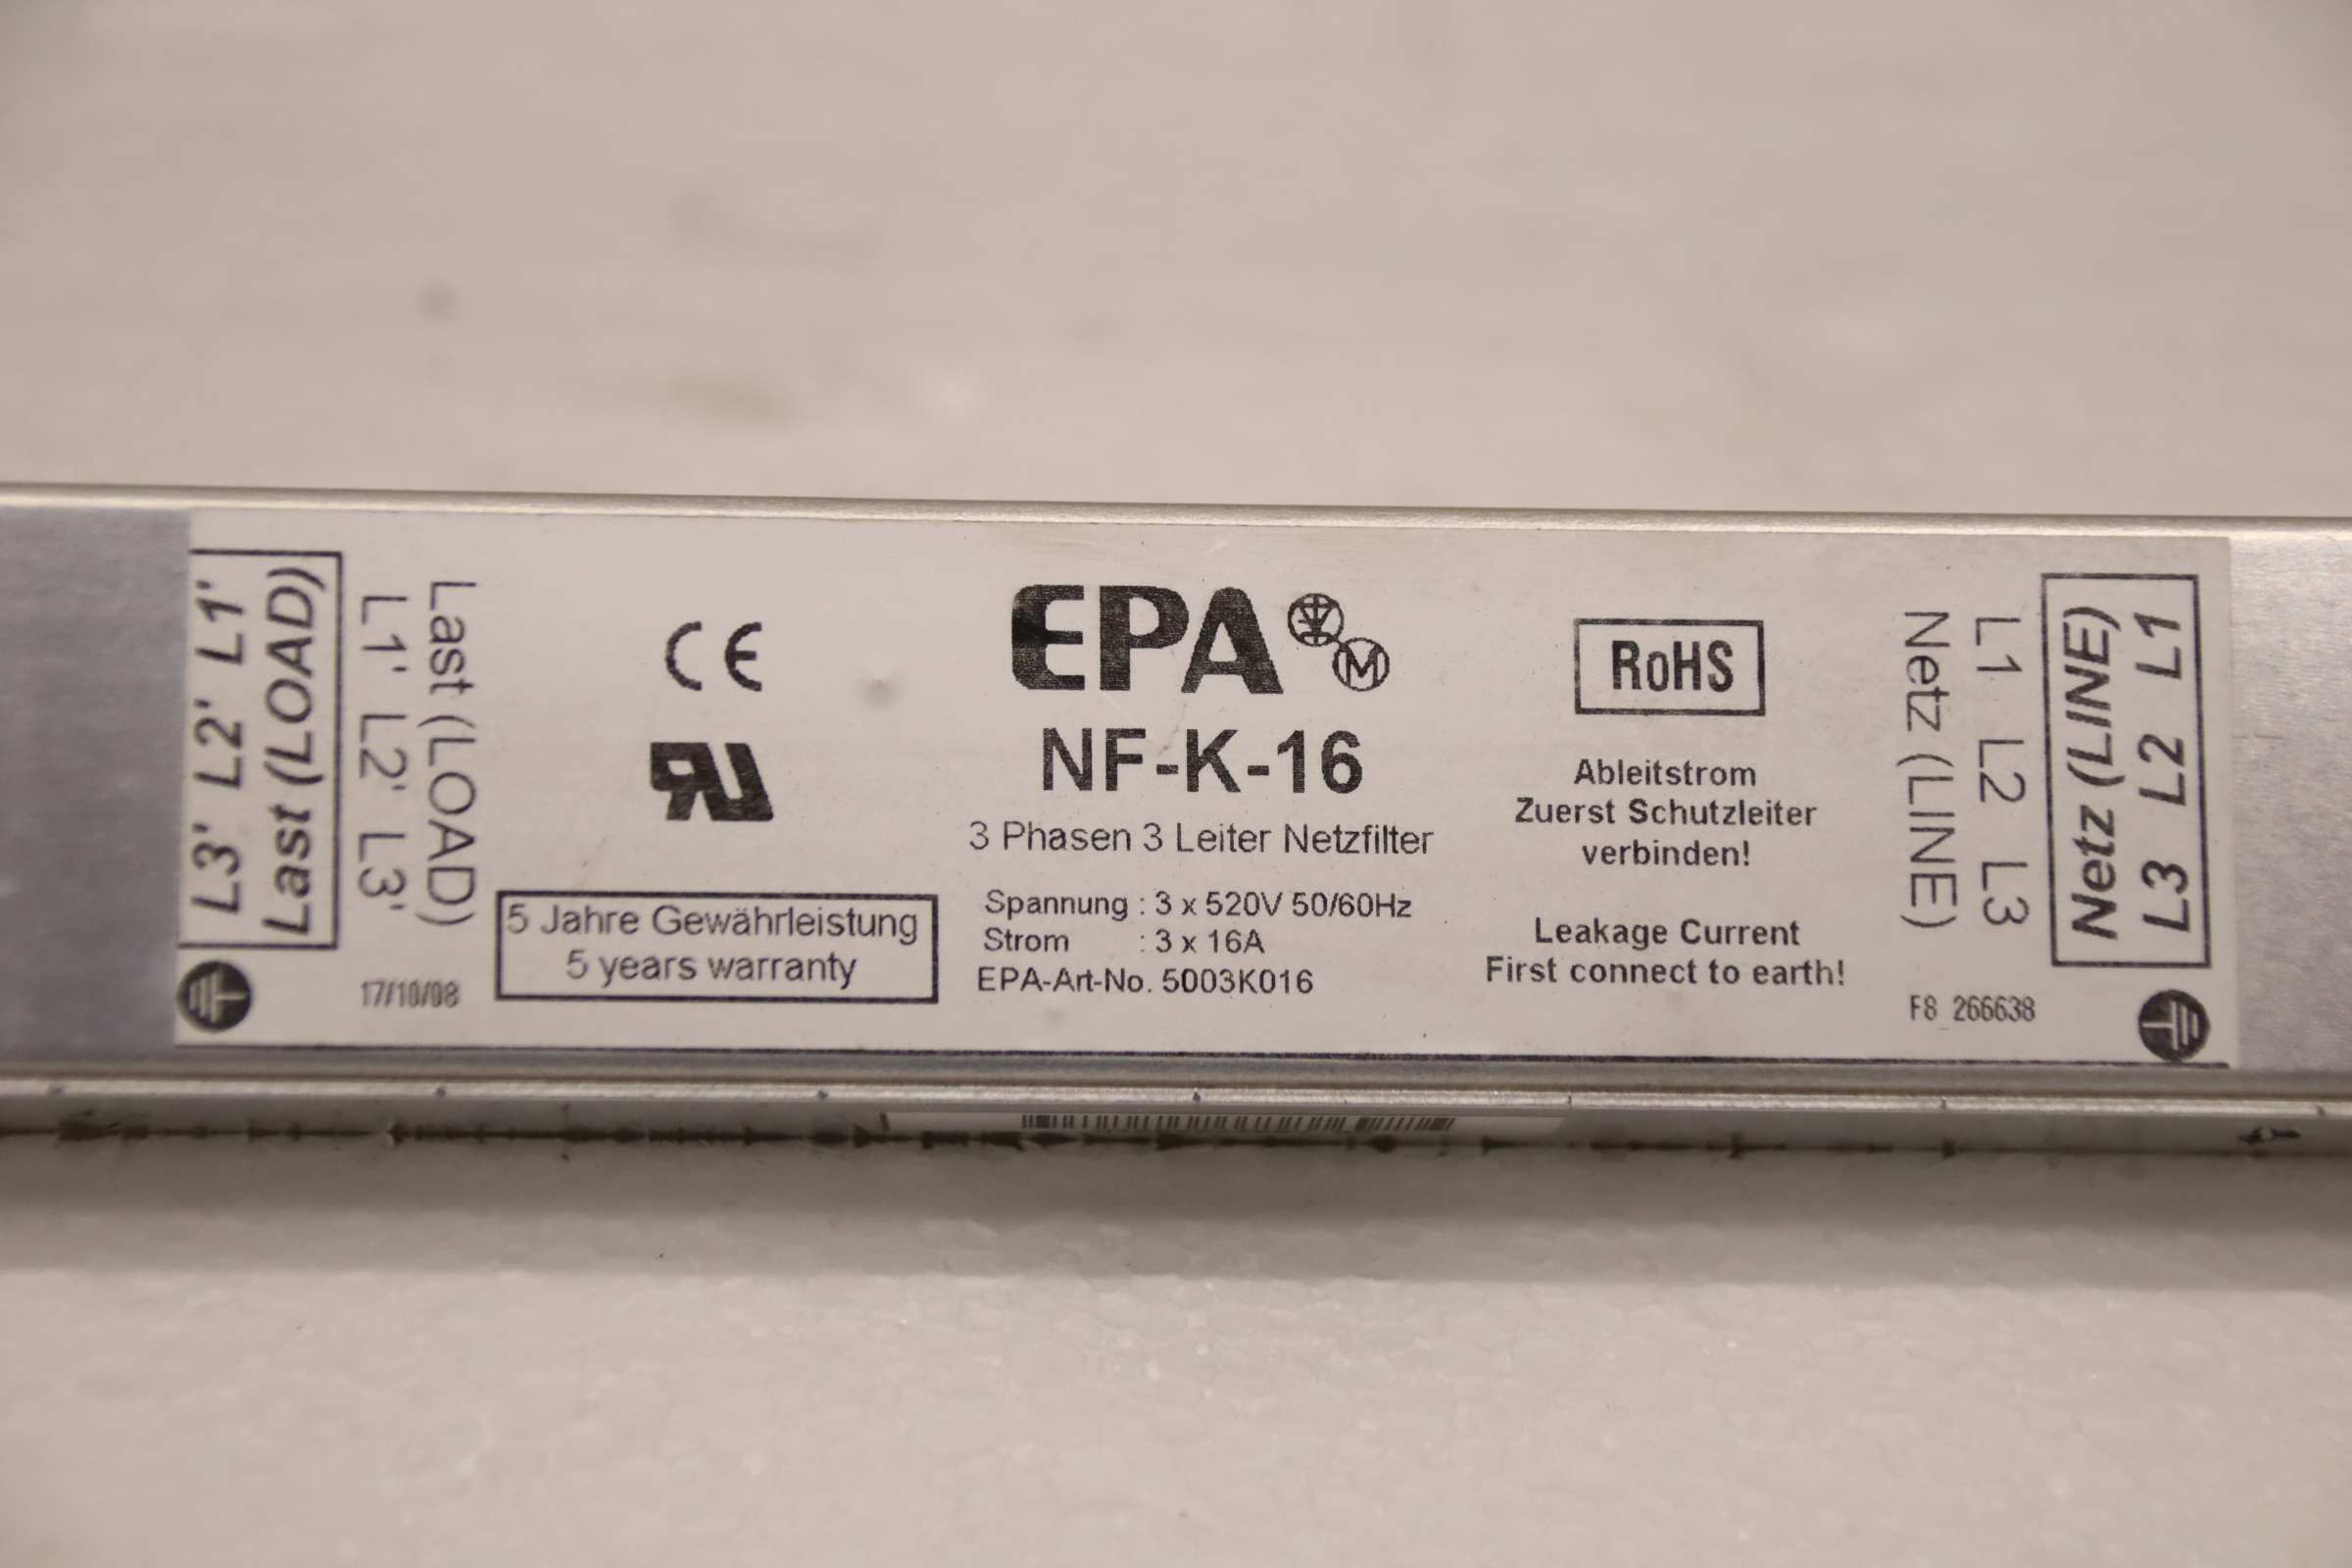 L3' L2' L1'
Last (LOAD)
L1' L2' L3'
Last (LOAD)
17/10/08
CE
RU
5 Jahre Gewährleistung
5 years warranty
EPA
M
NF-K-16
3 Phasen 3 Leiter Netzfilter
Spannung : 3 x 520V 50/60Hz
Strom : 3 x 16A
EPA-Art-No. 5003K016
RoHS
Ableitstrom
Zuerst Schutzleiter
verbinden!
Leakage Current
First connect to earth!
Netz (LINE)
L1 L2 L3
F8_266638
Netz (LINE)
L3 L2 L1